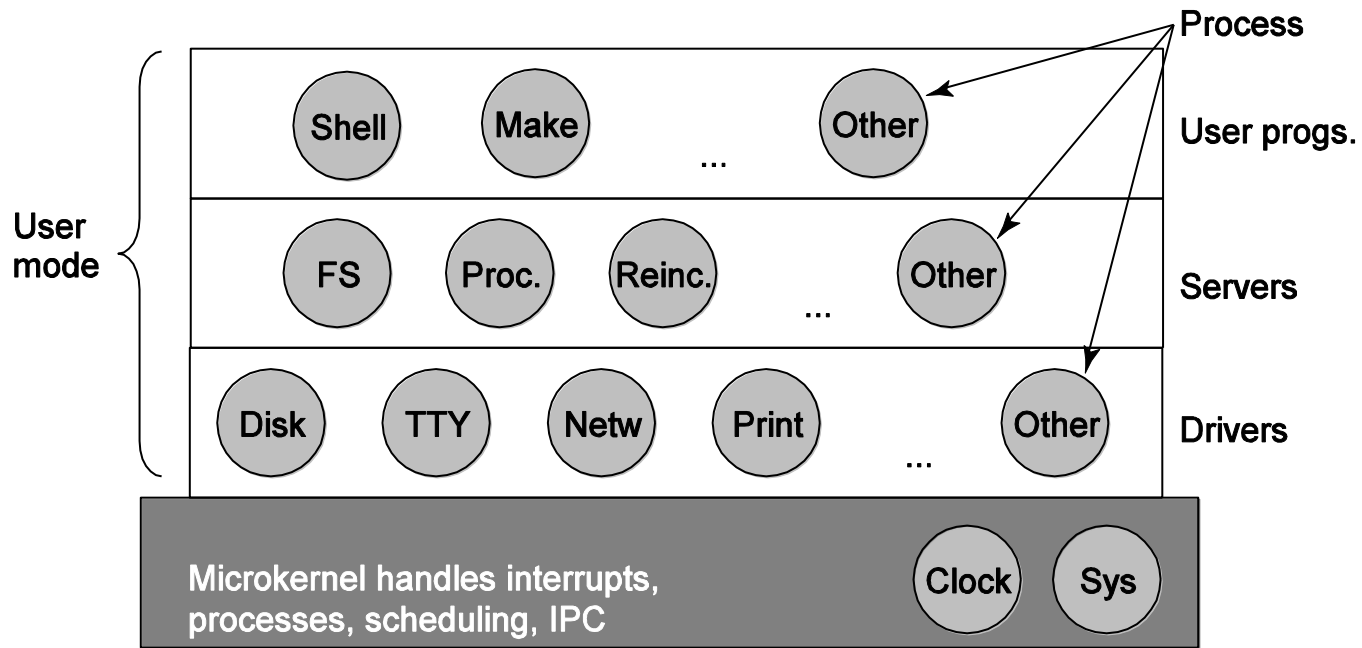 Process
Shell
Make
...
Other
User progs.
User
mode
FS
Proc.
Reinc.
...
Other
Servers
Disk
TTY
Netw
Print
...
Other
Drivers
Microkernel handles interrupts,
processes, scheduling, IPC
Clock
Sys